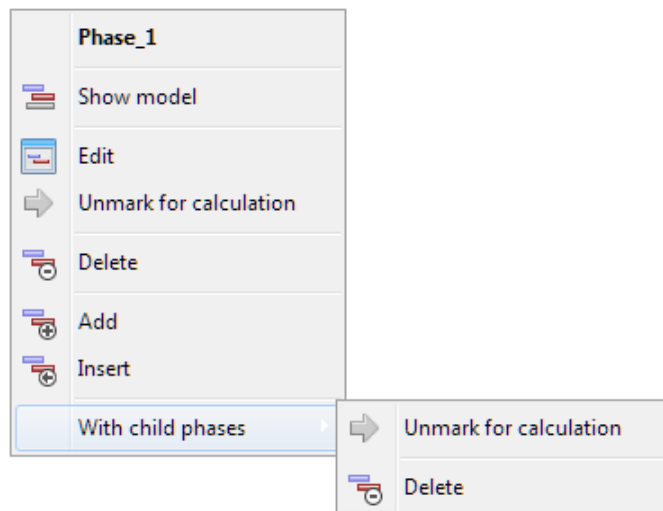 Phase_1
Show model
Edit
Unmark for calculation
Delete
Add
Insert
With child phases
Unmark for calculation
Delete